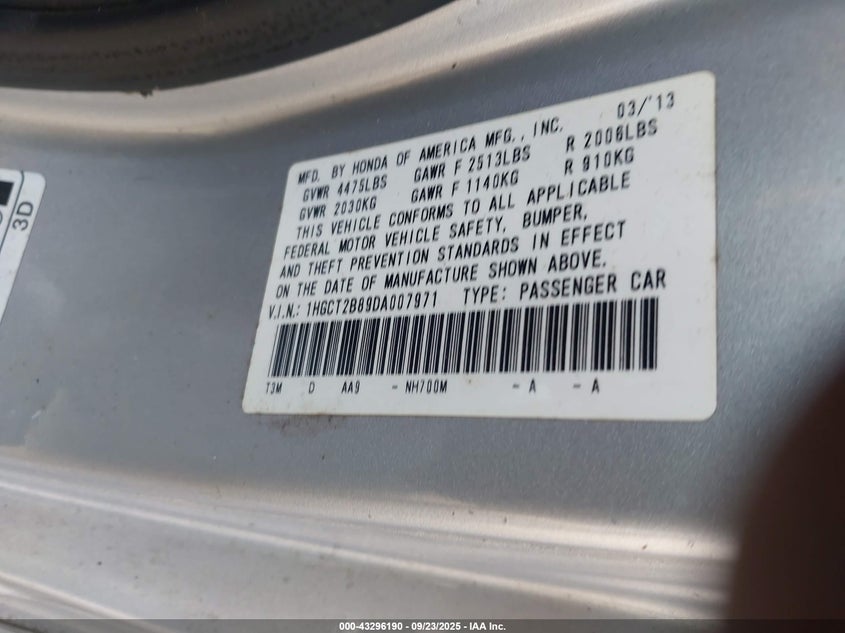 03/'13
MFD. BY HONDA OF AMERICA MFG., INC.
GVWR 4475LBS GAWR F 2513LBS R 2006LBS
GVWR 2030KG GAWR F 1140KG R 910KG
THIS VEHICLE CONFORMS TO ALL APPLICABLE
FEDERAL MOTOR VEHICLE SAFETY, BUMPER,
AND THEFT PREVENTION STANDARDS IN EFFECT
ON THE DATE OF MANUFACTURE SHOWN ABOVE.
V.I.N.: 1HGCT2B89DA007971 TYPE: PASSENGER CAR
T3M D AA9 - NH700M - A - A
3D
000-43296190 - 09/23/2025 - IAA Inc.